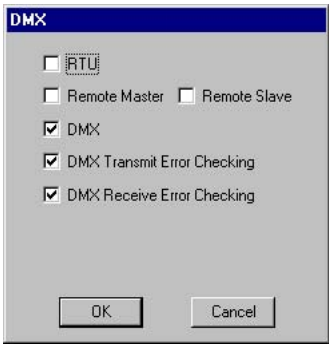 DMX
RTU
Remote Master Remote Slave
DMX
DMX Transmit Error Checking
DMX Receive Error Checking
OK Cancel